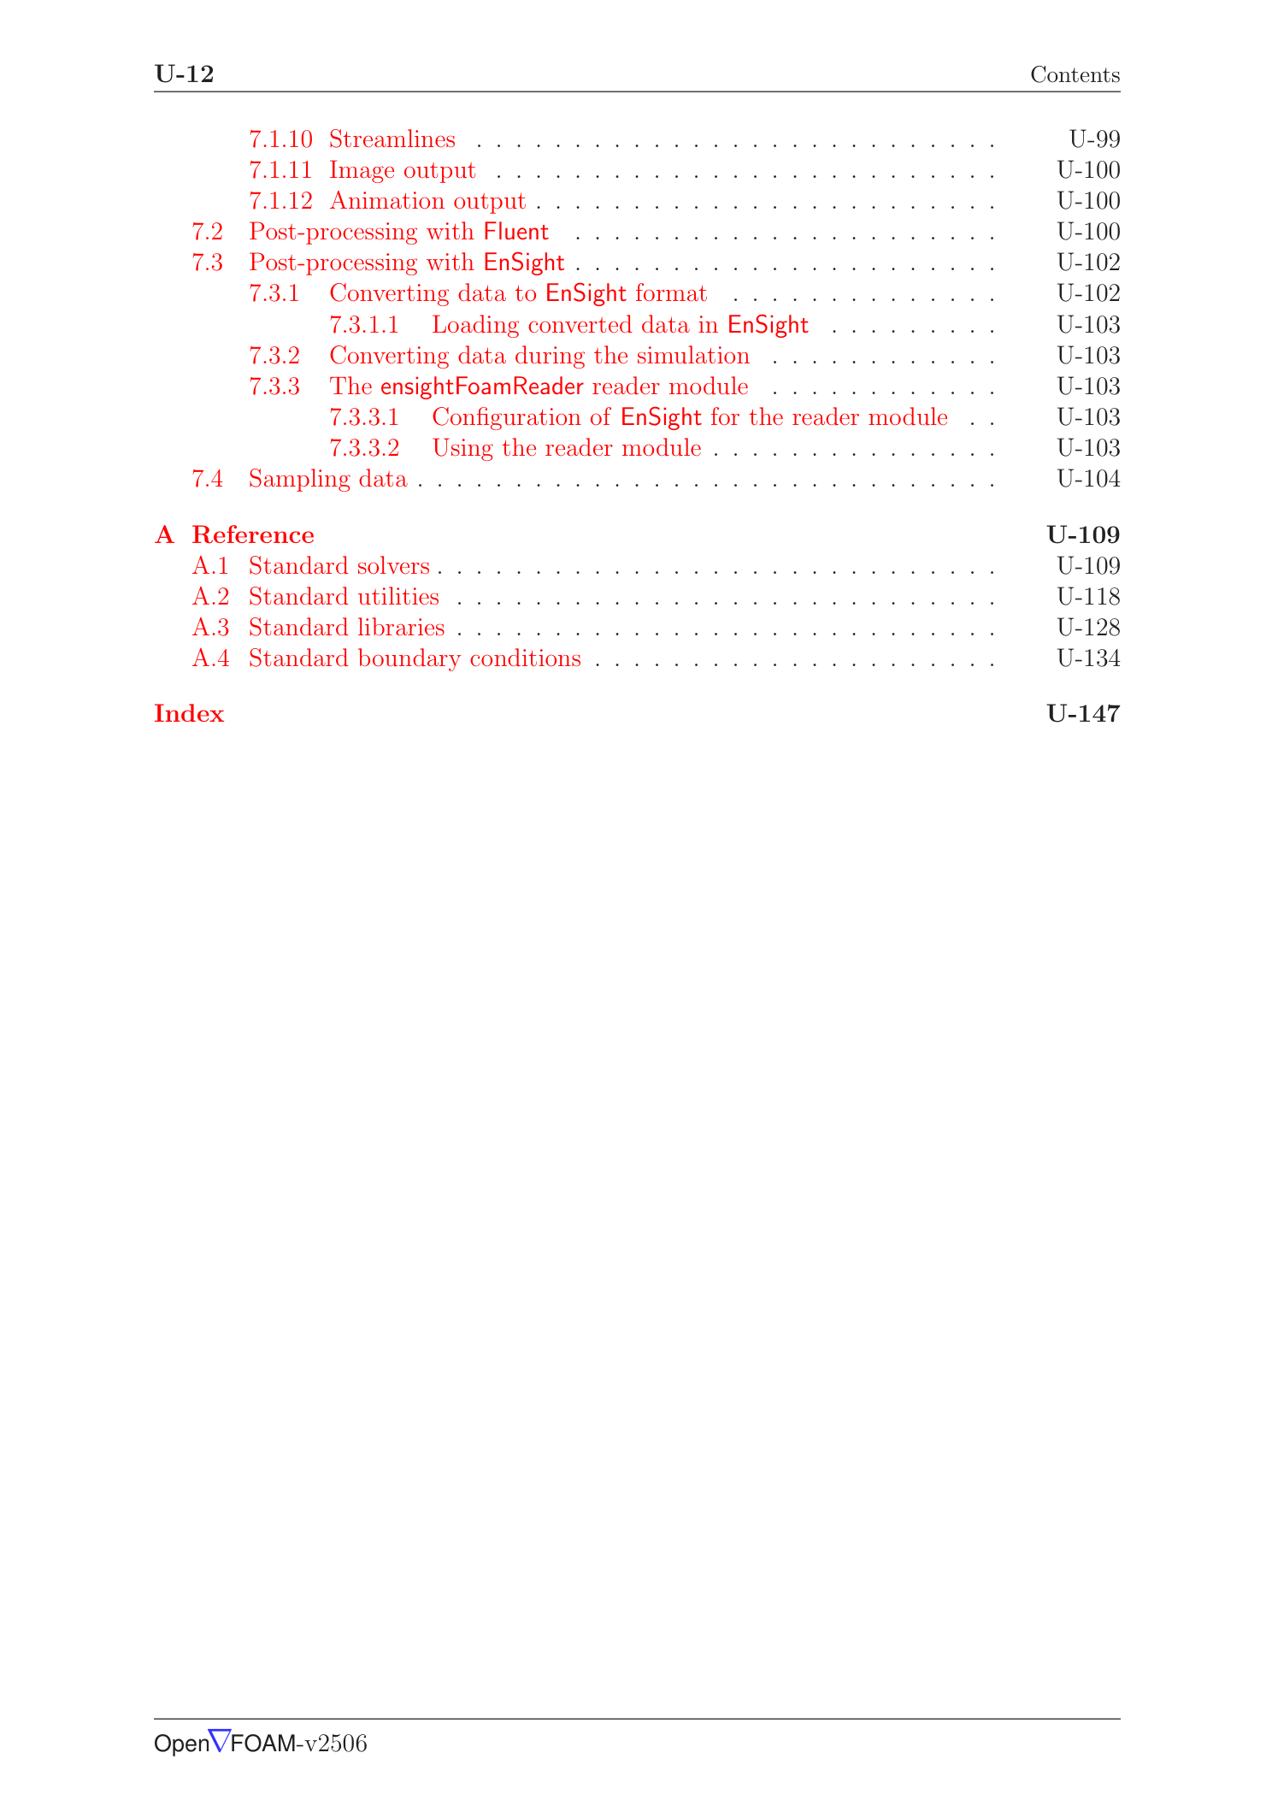 U-12 Contents
7.1.10 Streamlines . . . . . . . . . . . . . . . . . . . . . . . . . . . U-99
7.1.11 Image output . . . . . . . . . . . . . . . . . . . . . . . . . . U-100
7.1.12 Animation output . . . . . . . . . . . . . . . . . . . . . . . . U-100
7.2 Post-processing with Fluent . . . . . . . . . . . . . . . . . . . . . . U-100
7.3 Post-processing with EnSight . . . . . . . . . . . . . . . . . . . . . . U-102
7.3.1 Converting data to EnSight format . . . . . . . . . . . . . . U-102
7.3.1.1 Loading converted data in EnSight . . . . . . . . . U-103
7.3.2 Converting data during the simulation . . . . . . . . . . . . U-103
7.3.3 The ensightFoamReader reader module . . . . . . . . . . . . U-103
7.3.3.1 Configuration of EnSight for the reader module . . U-103
7.3.3.2 Using the reader module . . . . . . . . . . . . . . . U-103
7.4 Sampling data . . . . . . . . . . . . . . . . . . . . . . . . . . . . . . U-104
A Reference U-109
A.1 Standard solvers . . . . . . . . . . . . . . . . . . . . . . . . . . . . . U-109
A.2 Standard utilities . . . . . . . . . . . . . . . . . . . . . . . . . . . . U-118
A.3 Standard libraries . . . . . . . . . . . . . . . . . . . . . . . . . . . . U-128
A.4 Standard boundary conditions . . . . . . . . . . . . . . . . . . . . . U-134
Index U-147
Open▽FOAM-v2506